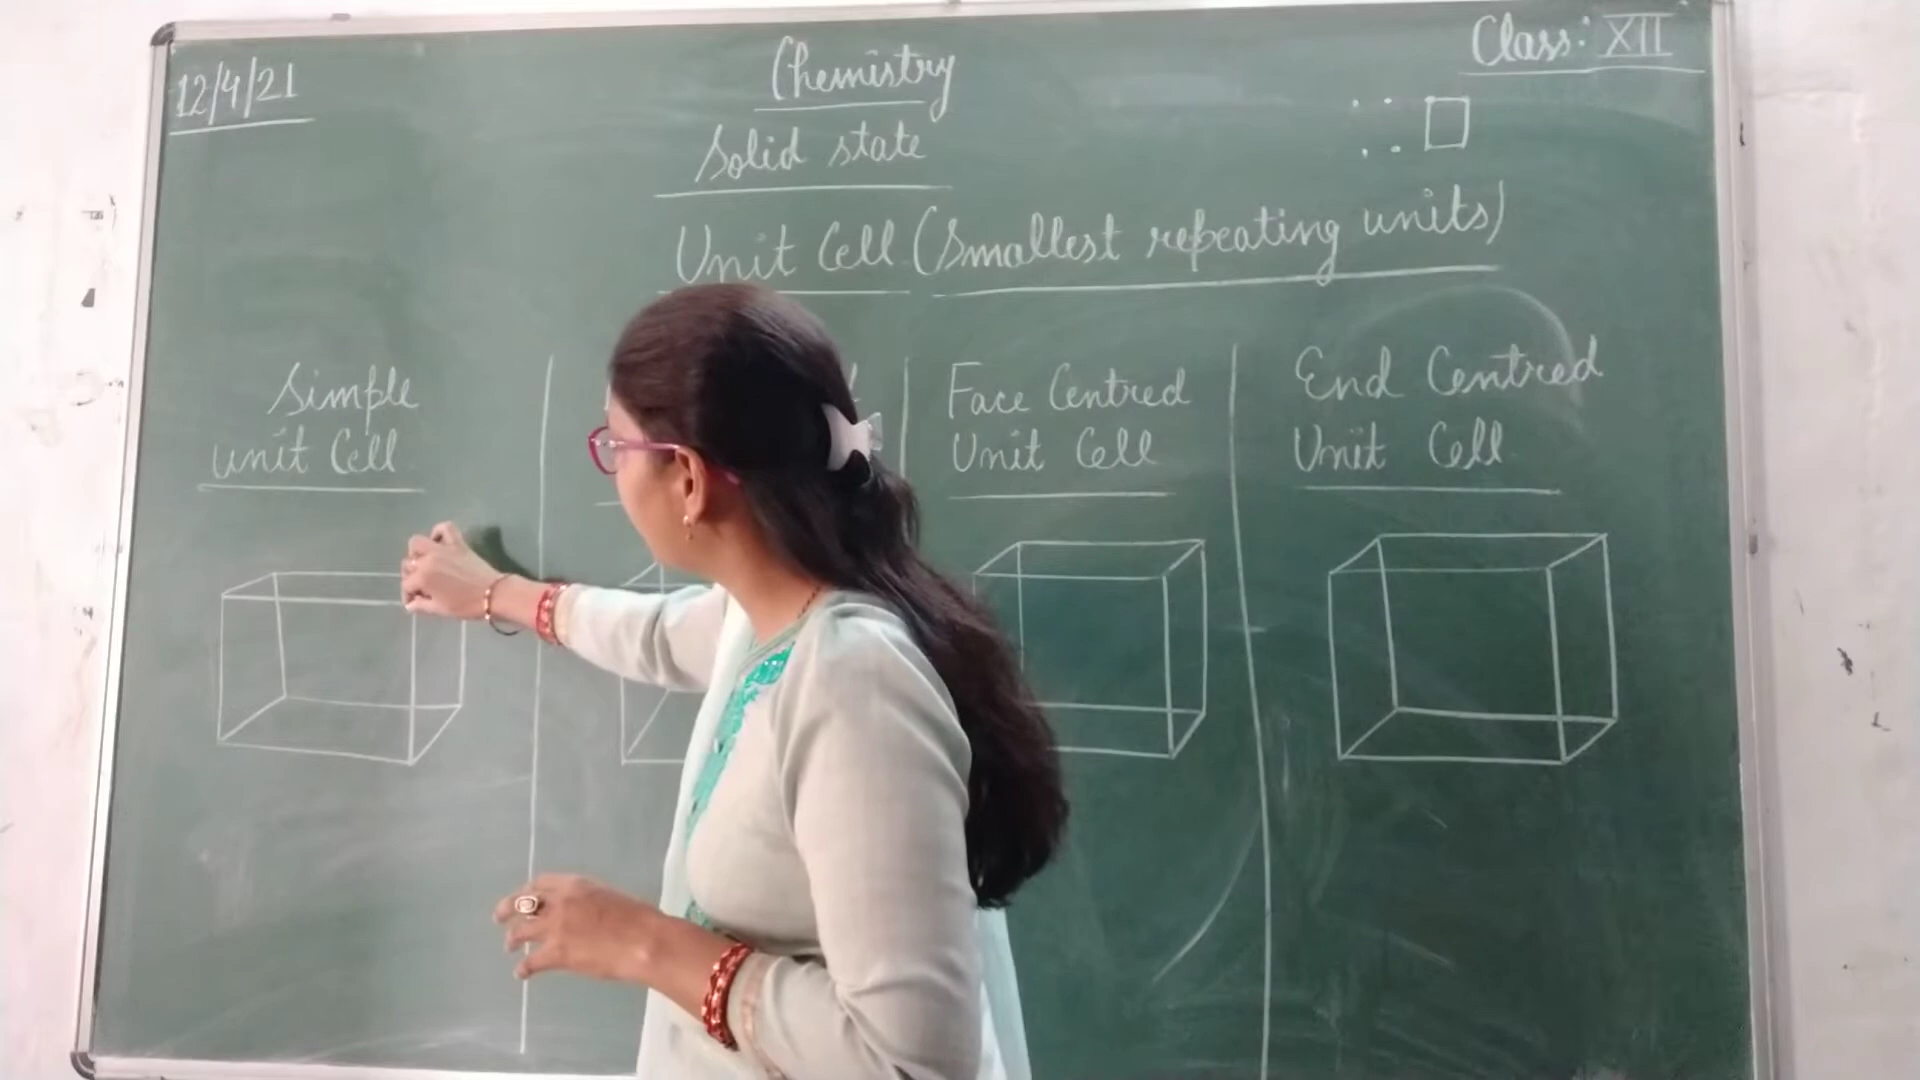 12/4/21
Chemistry
Class: XII
Solid state
Unit Cell (Smallest repeating units)
Simple
unit Cell
Face Centred
Unit Cell
End Centred
Unit Cell